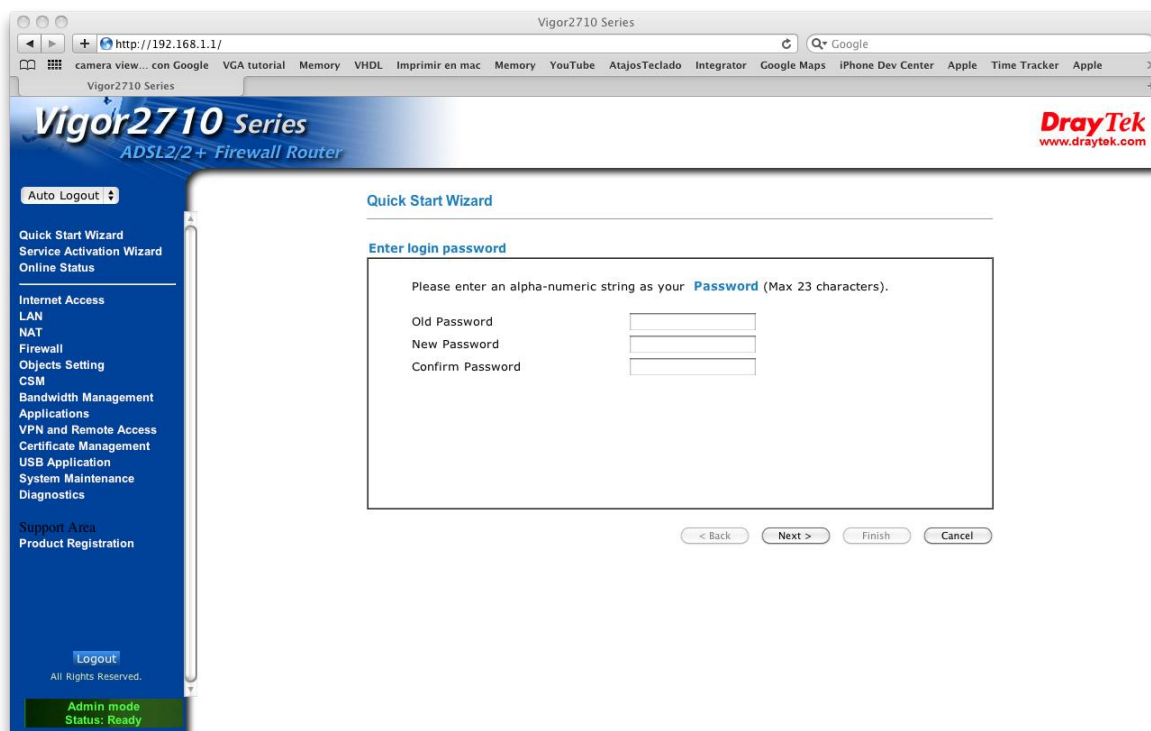 Vigor2710 Series
http://192.168.1.1/
Google
camera view... con Google VGA tutorial Memory VHDL Imprimir en mac Memory YouTube AtajosTeclado Integrator Google Maps iPhone Dev Center Apple Time Tracker Apple
Vigor2710 Series
Vigor2710 Series
ADSL2/2+ Firewall Router
DrayTek
www.draytek.com
Auto Logout
Quick Start Wizard
Service Activation Wizard
Online Status
Internet Access
LAN
NAT
Firewall
Objects Setting
CSM
Bandwidth Management
Applications
VPN and Remote Access
Certificate Management
USB Application
System Maintenance
Diagnostics
Support Area
Product Registration
Logout
All Rights Reserved.
Admin mode
Status: Ready
Quick Start Wizard
Enter login password
Please enter an alpha-numeric string as your Password (Max 23 characters).
Old Password
New Password
Confirm Password
< Back Next > Finish Cancel